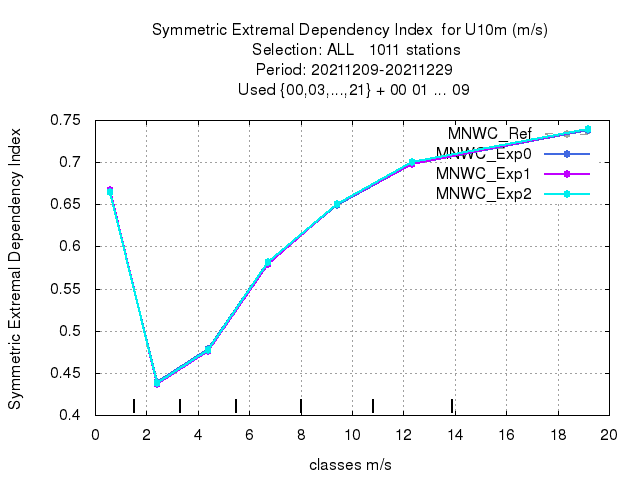 Symmetric Extremal Dependency Index  for U10m (m/s)
Selection: ALL   1011 stations
Period: 20211209-20211229
Used {00,03,...,21} + 00 01 ... 09
Symmetric Extremal Dependency Index
0.75
0.7
0.65
0.6
0.55
0.5
0.45
0.4
MNWC_Ref
MNWC_Exp0
MNWC_Exp1
MNWC_Exp2
0 2 4 6 8 10 12 14 16 18 20
classes m/s